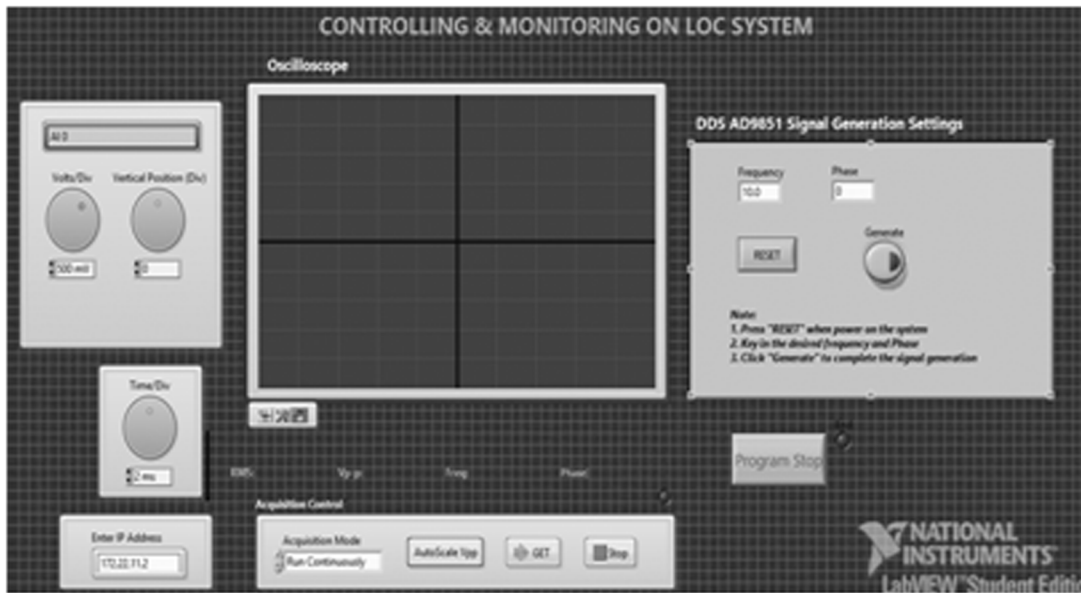 CONTROLLING & MONITORING ON LOC SYSTEM
Oscilloscope
AI 0
Volts/Div
Vertical Position (Div)
500 mV
0
Time/Div
2 ms
Enter IP Address
172.22.11.2
RMS:
Vp-p:
Freq:
Phase:
Acquisition Control
Acquisition Mode
Run Continuously
AutoScale Vpp
GET
Stop
DDS AD9851 Signal Generation Settings
Frequency
10.0
Phase
0
RESET
Generate
Note:
1. Press "RESET" when power on the system
2. Key in the desired frequency and Phase
3. Click "Generate" to complete the signal generation
Program Stop
NATIONAL
INSTRUMENTS
LabVIEW™ Student Editio